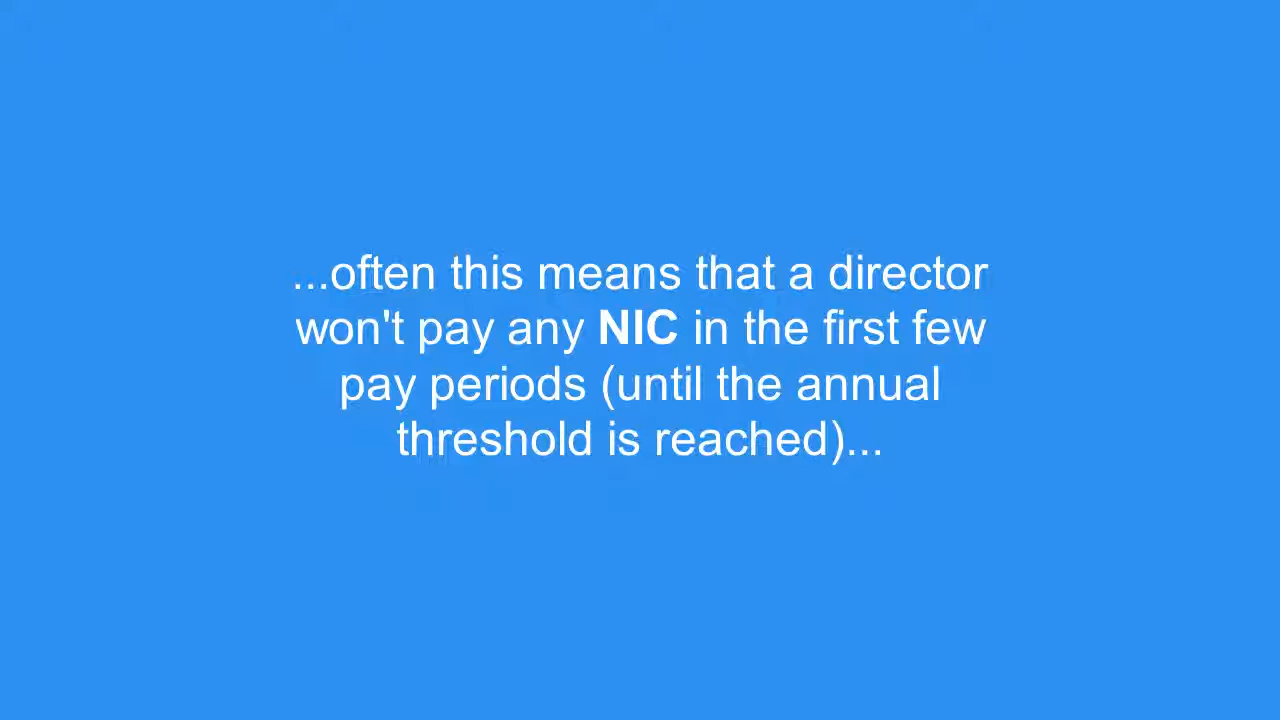 ...often this means that a director
won't pay any NIC in the first few
pay periods (until the annual
threshold is reached)...